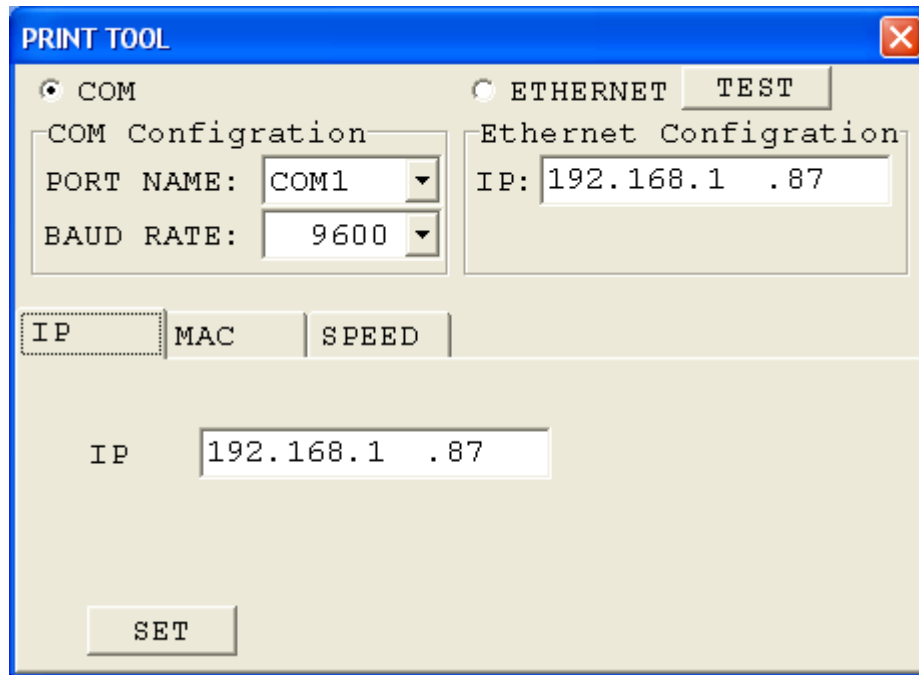 PRINT TOOL
COM
ETHERNET
TEST
COM Configration
Ethernet Configration
PORT NAME: COM1
IP: 192.168.1 .87
BAUD RATE: 9600
IP
MAC
SPEED
IP 192.168.1 .87
SET